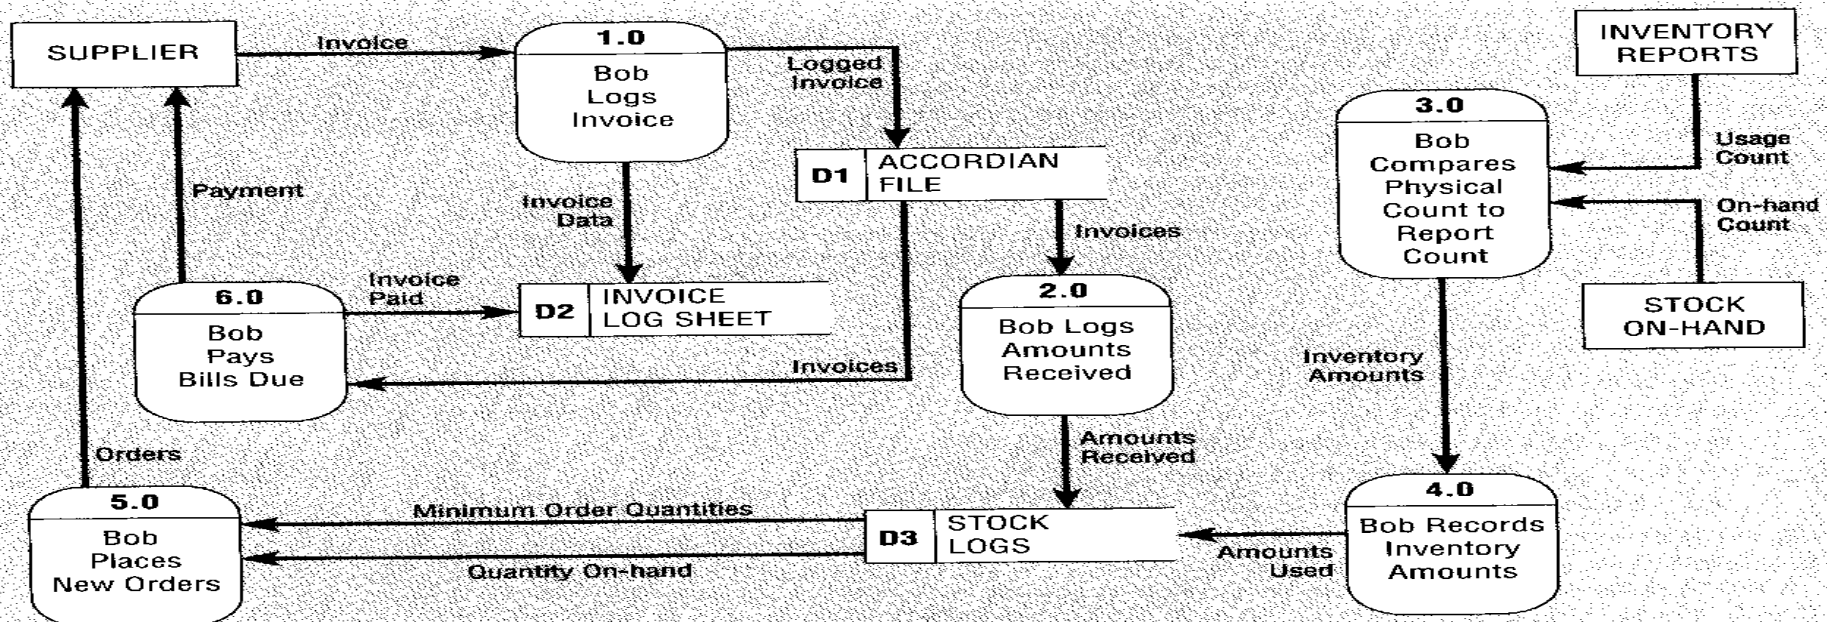 SUPPLIER
Invoice
1.0
Bob
Logs
Invoice
Logged
Invoice
INVENTORY
REPORTS
3.0
Bob
Compares
Physical
Count to
Report
Count
Usage
Count
On-hand
Count
STOCK
ON-HAND
D1
ACCORDIAN
FILE
Payment
Invoice
Data
Invoices
6.0
Bob
Pays
Bills Due
Invoice
Paid
D2
INVOICE
LOG SHEET
Invoices
2.0
Bob Logs
Amounts
Received
Inventory
Amounts
Orders
Amounts
Received
5.0
Bob
Places
New Orders
Minimum Order Quantities
Quantity On-hand
D3
STOCK
LOGS
Amounts
Used
4.0
Bob Records
Inventory
Amounts